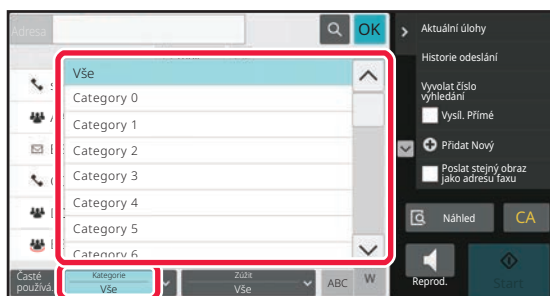 Adresa
OK
Vše
Category 0
Category 1
Category 2
Category 3
Category 4
Category 5
Category 6
Časté
používá.
Kategorie
Vše
Zúžit
Vše
ABC
W
Aktuální úlohy
Historie odeslání
Vyvolat číslo
vyhledání
Vysíl. Přímé
Přidat Nový
Poslat stejný obraz
jako adresu faxu
Náhled
CA
Reprod.
Start